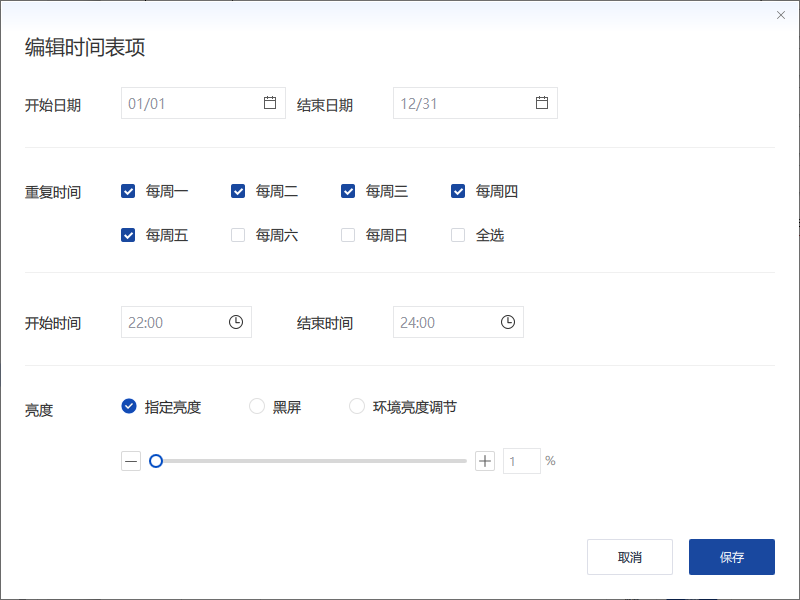 编辑时间表项
开始日期 01/01 结束日期 12/31
重复时间 每周一 每周二 每周三 每周四
每周五 每周六 每周日 全选
开始时间 22:00 结束时间 24:00
亮度 指定亮度 黑屏 环境亮度调节
1 %
取消 保存